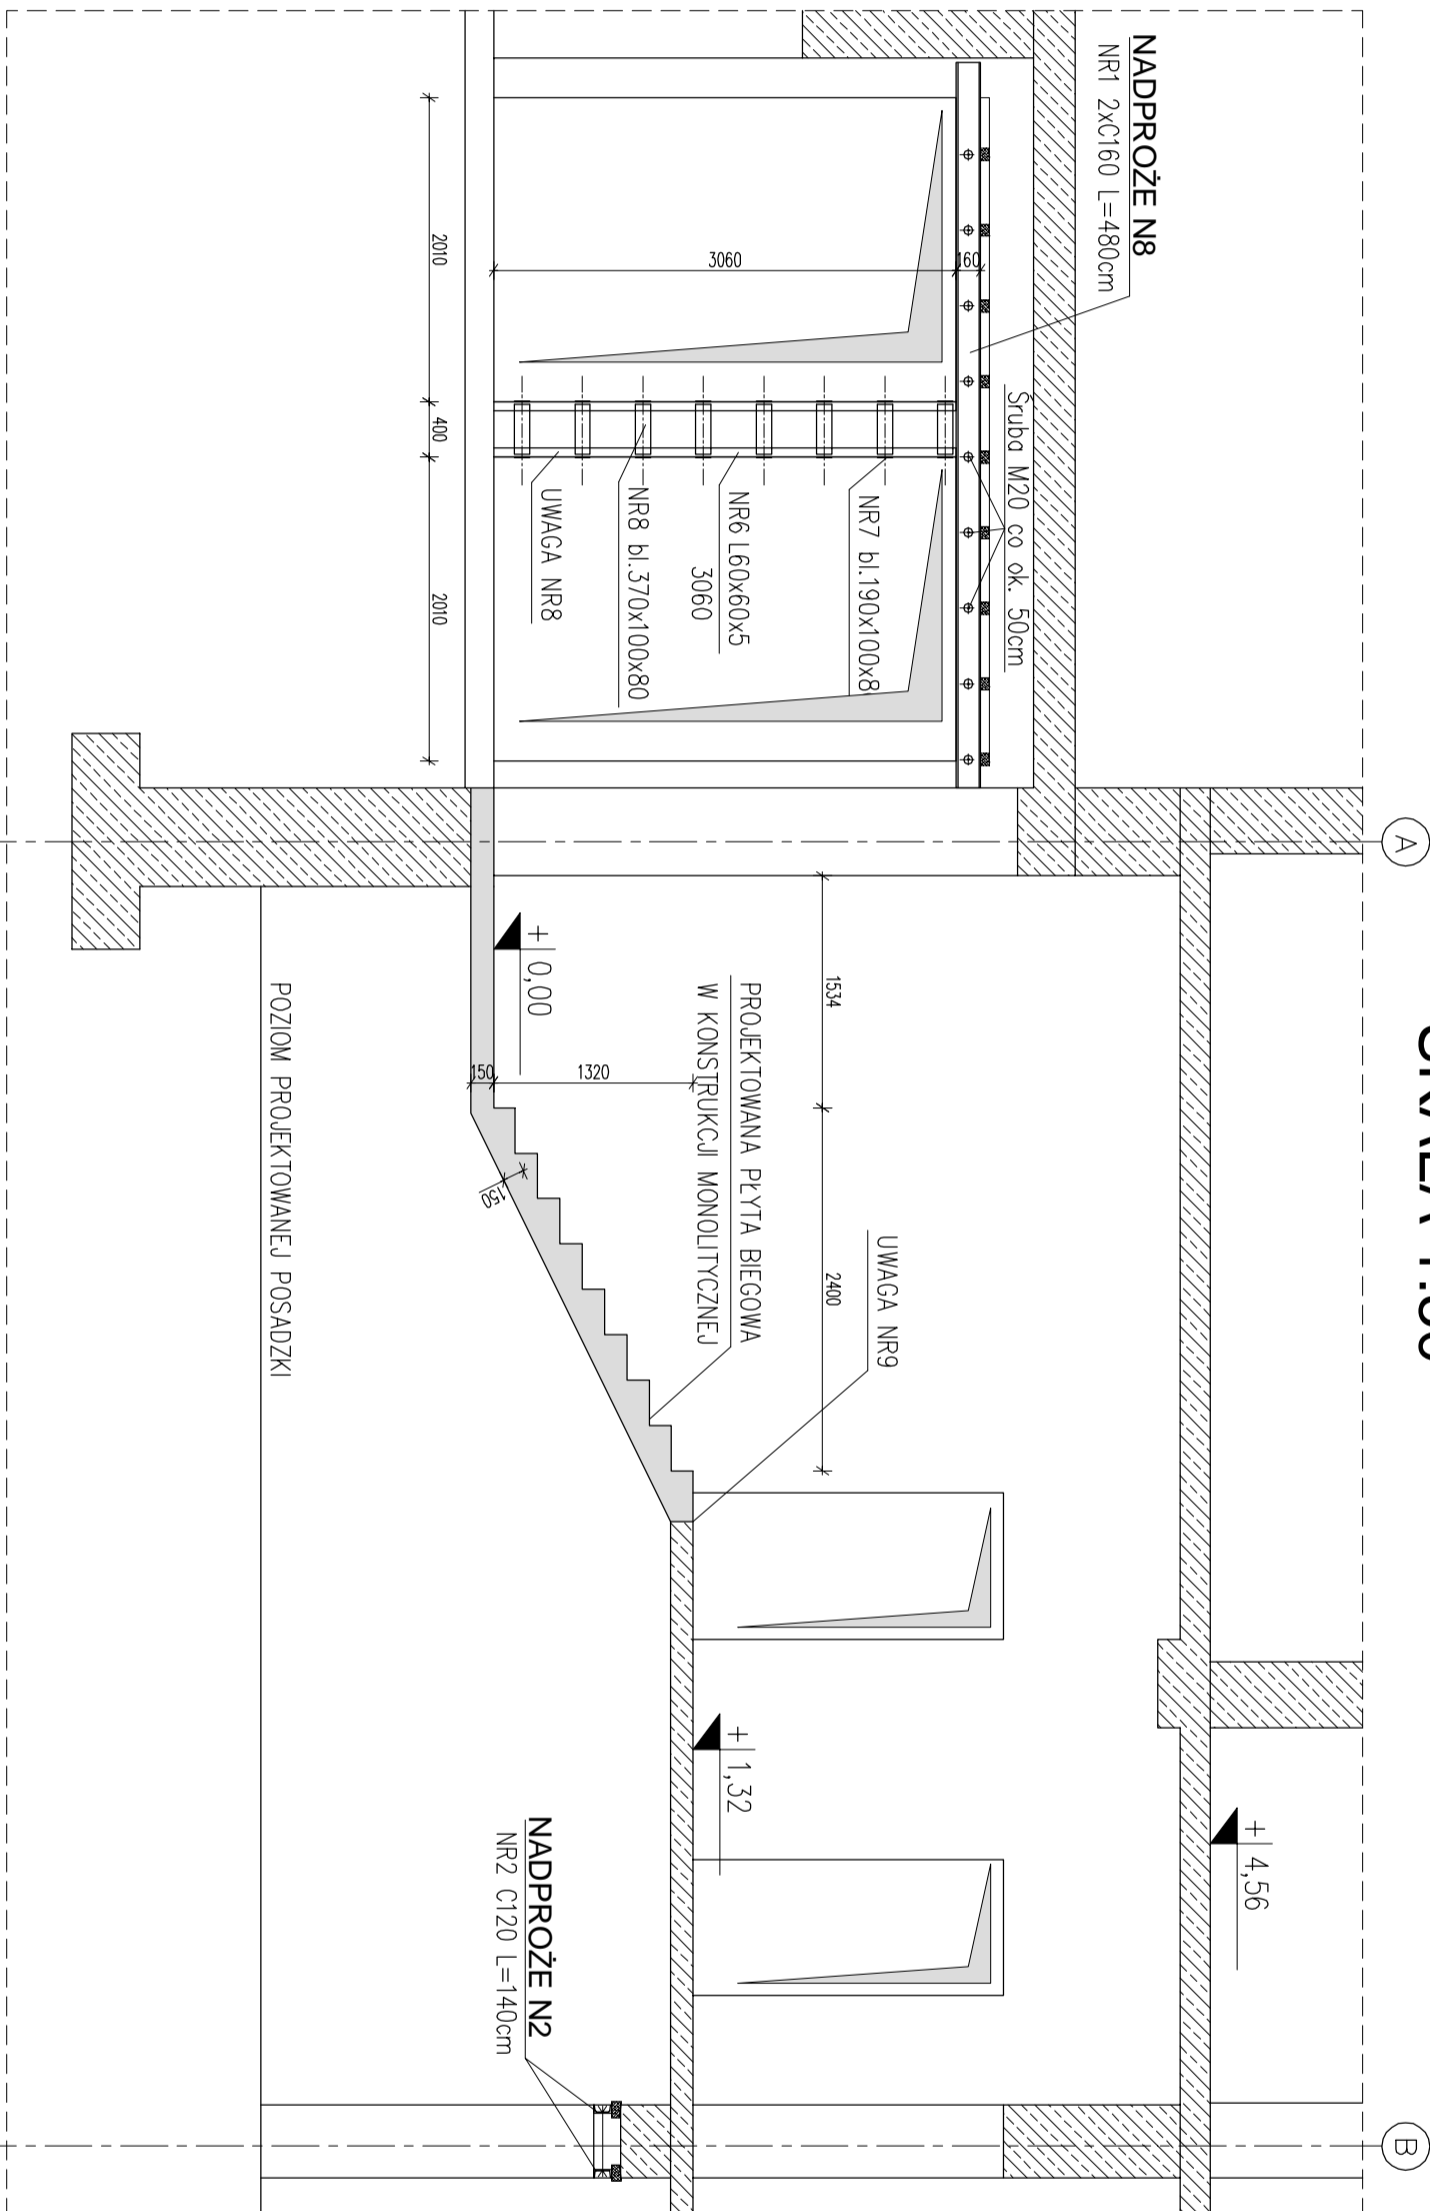 A
B
NADPROŻE N8
NR1 2xC160 L=480cm
Śruba M20 co ok. 50cm
3060
160
NR7 bl.190x100x8
NR6 L60x60x5
3060
NR8 bl.370x100x80
UWAGA NR8
2010
400
2010
+ 4,56
1534
2400
UWAGA NR9
PROJEKTOWANA PŁYTA BIEGOWA
W KONSTRUKCJI MONOLITYCZNEJ
+ 1,32
1320
150
+ 0,00
150
NADPROŻE N2
NR2 C120 L=140cm
POZIOM PROJEKTOWANEJ POSADZKI